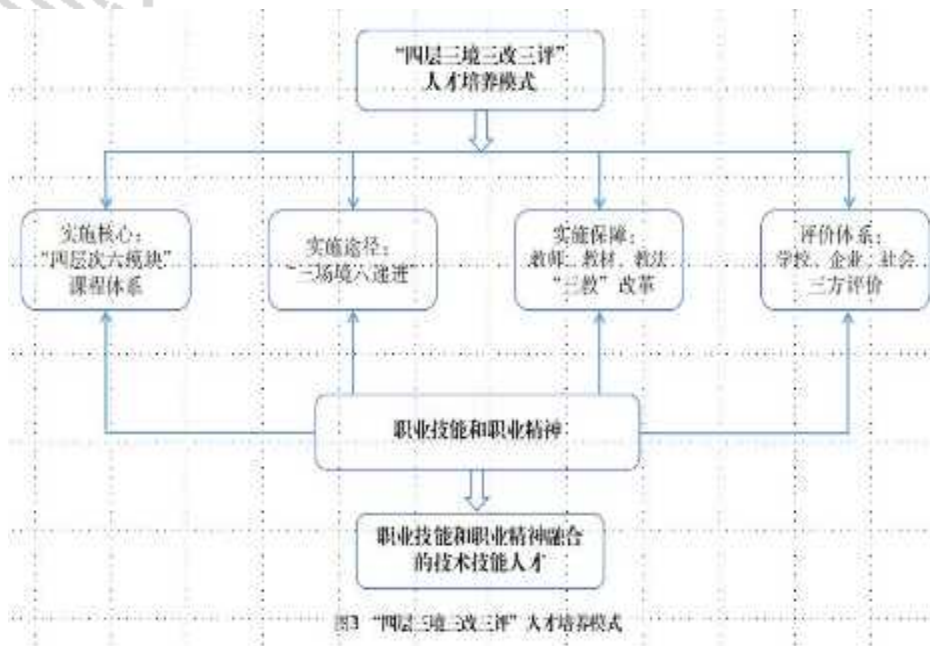 “四层三境三改三评”
人才培养模式
实施核心：
“四层次六模块”
课程体系
实施途径：
“三场境六递进”
实施保障：
教师、教材、教法
“三教”改革
评价体系：
学校、企业、社会
三方评价
职业技能和职业精神
职业技能和职业精神融合
的技术技能人才
图3 “四层三境三改三评”人才培养模式